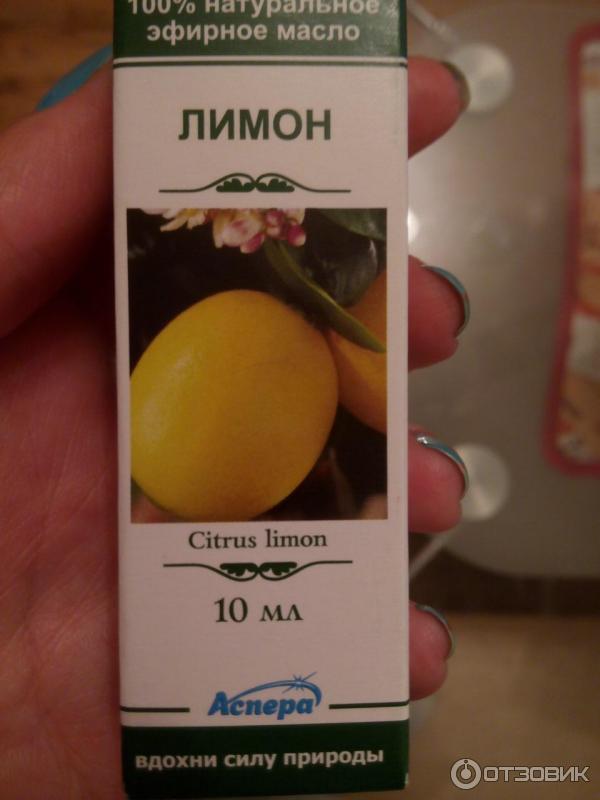 100% натуральное
эфирное масло
ЛИМОН
Citrus limon
10 мл
Аспера
вдохни силу природы
ОТЗОВИК